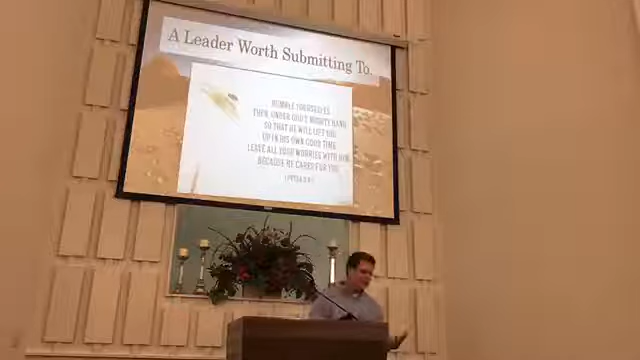 A Leader Worth Submitting To.
HUMBLE YOURSELVES
THEN, UNDER GOD'S MIGHTY HAND,
SO THAT HE WILL LIFT YOU
UP IN HIS OWN GOOD TIME.
LEAVE ALL YOUR WORRIES WITH HIM,
BECAUSE HE CARES FOR YOU.